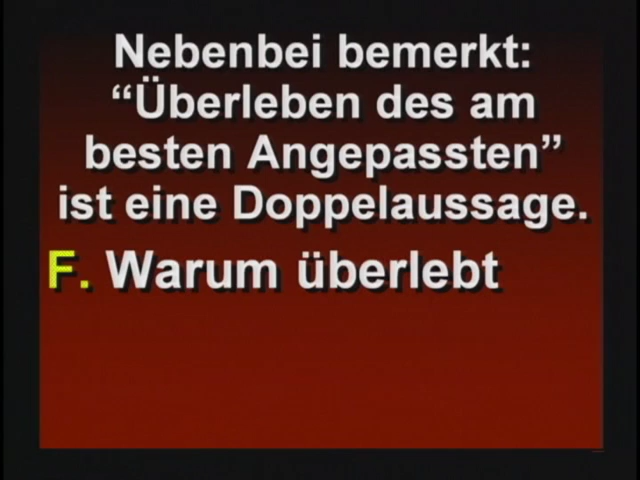 Nebenbei bemerkt:
“Überleben des am
besten Angepassten”
ist eine Doppelaussage.
F. Warum überlebt